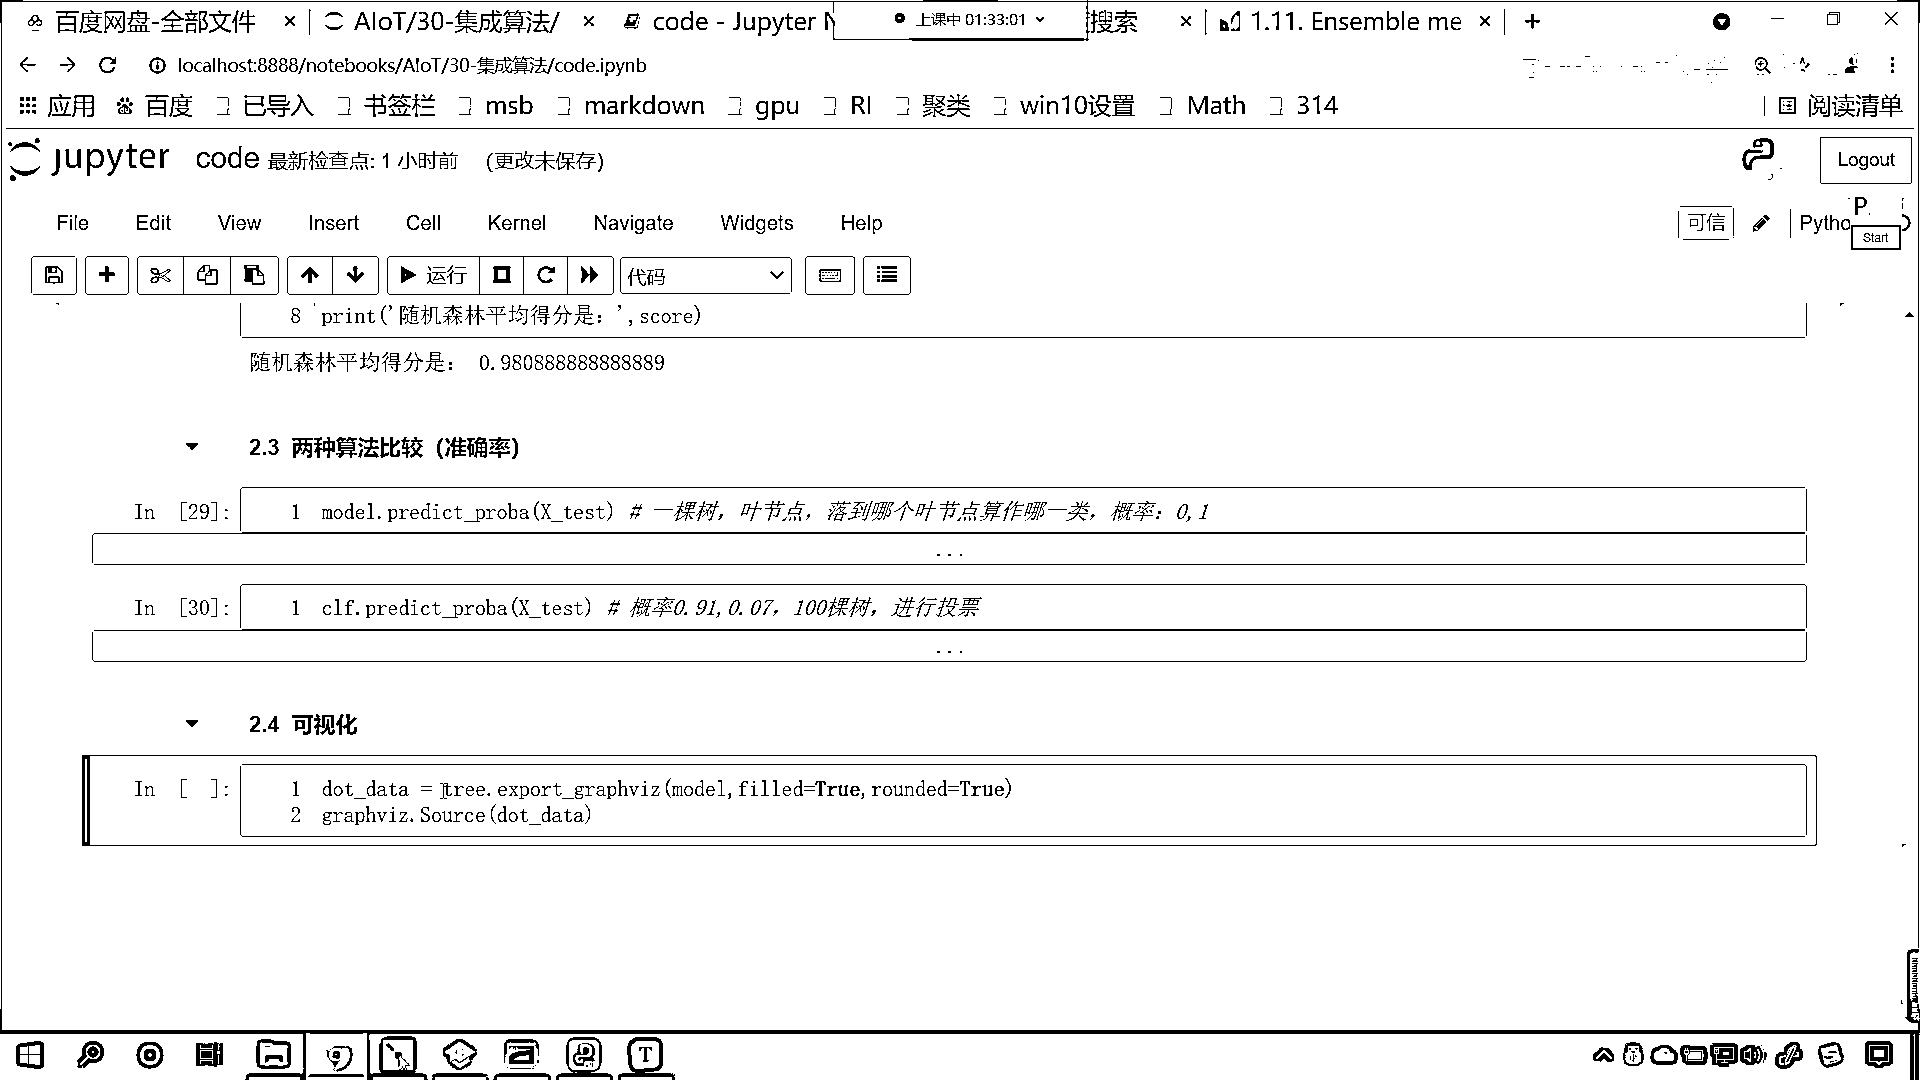 百度网盘-全部文件 × AIoT/30-集成算法/ × code - Jupyter N 上课中 01:33:01 搜索 × 1.11. Ensemble me × +
localhost:8888/notebooks/AIoT/30-集成算法/code.ipynb
应用 百度 已导入 书签栏 msb markdown gpu RI 聚类 win10设置 Math 314 阅读清单
jupyter code 最新检查点: 1 小时前 (更改未保存) Logout
File Edit View Insert Cell Kernel Navigate Widgets Help 可信
Start
运行 代码
8 print('随机森林平均得分是：',score)
随机森林平均得分是： 0.980888888888889
2.3 两种算法比较（准确率）
In [29]: 1 model.predict_proba(X_test) # 一棵树，叶节点，落到哪个叶节点算作哪一类，概率：0,1
...
In [30]: 1 clf.predict_proba(X_test) # 概率0.91,0.07，100棵树，进行投票
...
2.4 可视化
In [ ]: 1 dot_data = tree.export_graphviz(model,filled=True,rounded=True)
2 graphviz.Source(dot_data)